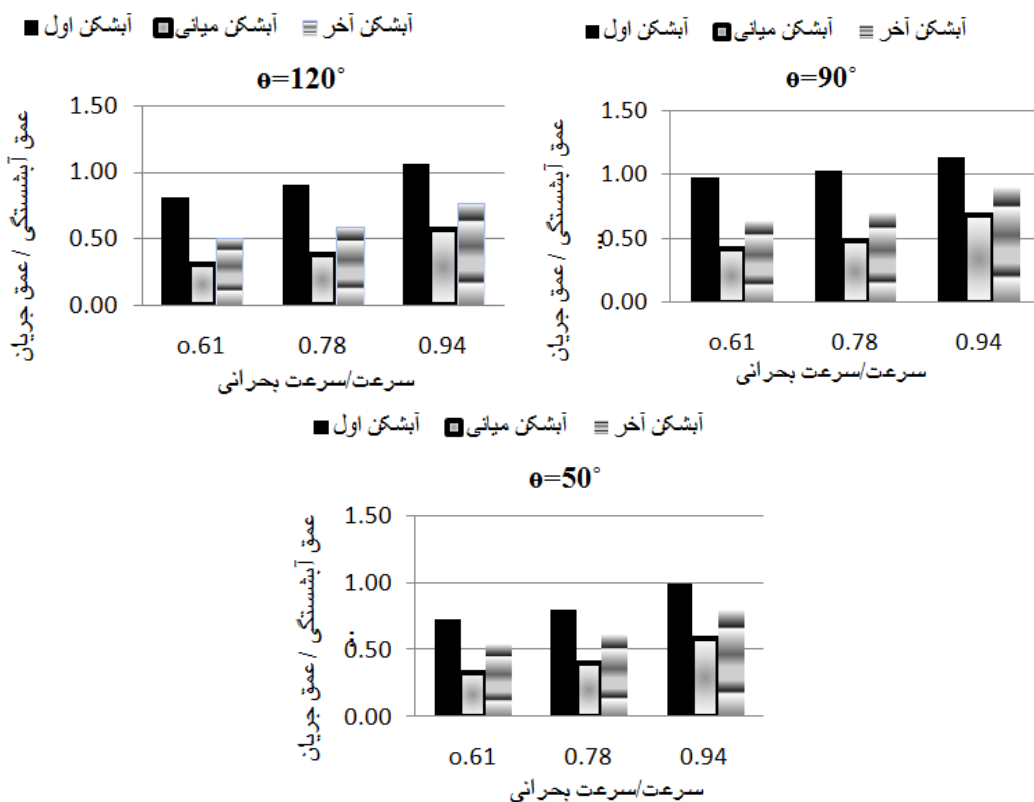 آبشکن اول آبشکن میانی آبشکن آخر
ɵ=120°
عمق آبشستگی / عمق جریان
1.50
1.00
0.50
0.00
o.61 0.78 0.94
سرعت/سرعت بحرانی
آبشکن اول آبشکن میانی آبشکن آخر
ɵ=90°
عمق آبشستگی / عمق جریان
1.50
1.00
0.50
0.00
o.61 0.78 0.94
سرعت/سرعت بحرانی
آبشکن اول آبشکن میانی آبشکن آخر
ɵ=50°
عمق آبشستگی / عمق جریان
1.50
1.00
0.50
0.00
o.61 0.78 0.94
سرعت/سرعت بحرانی